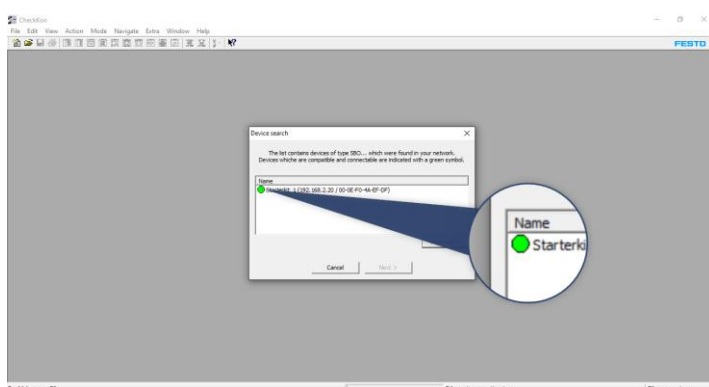 CheckKon
File Edit View Action Mode Navigate Extra Window Help
FESTO
Device search
The list contains devices of type SBO... which were found in your network.
Devices whiche are compatible and connectable are indicated with a green symbol.
Name
Starterkit_1 (192.168.2.20 / 00-0E-F0-4A-EF-DF)
Name
Starterki
Cancel Next >